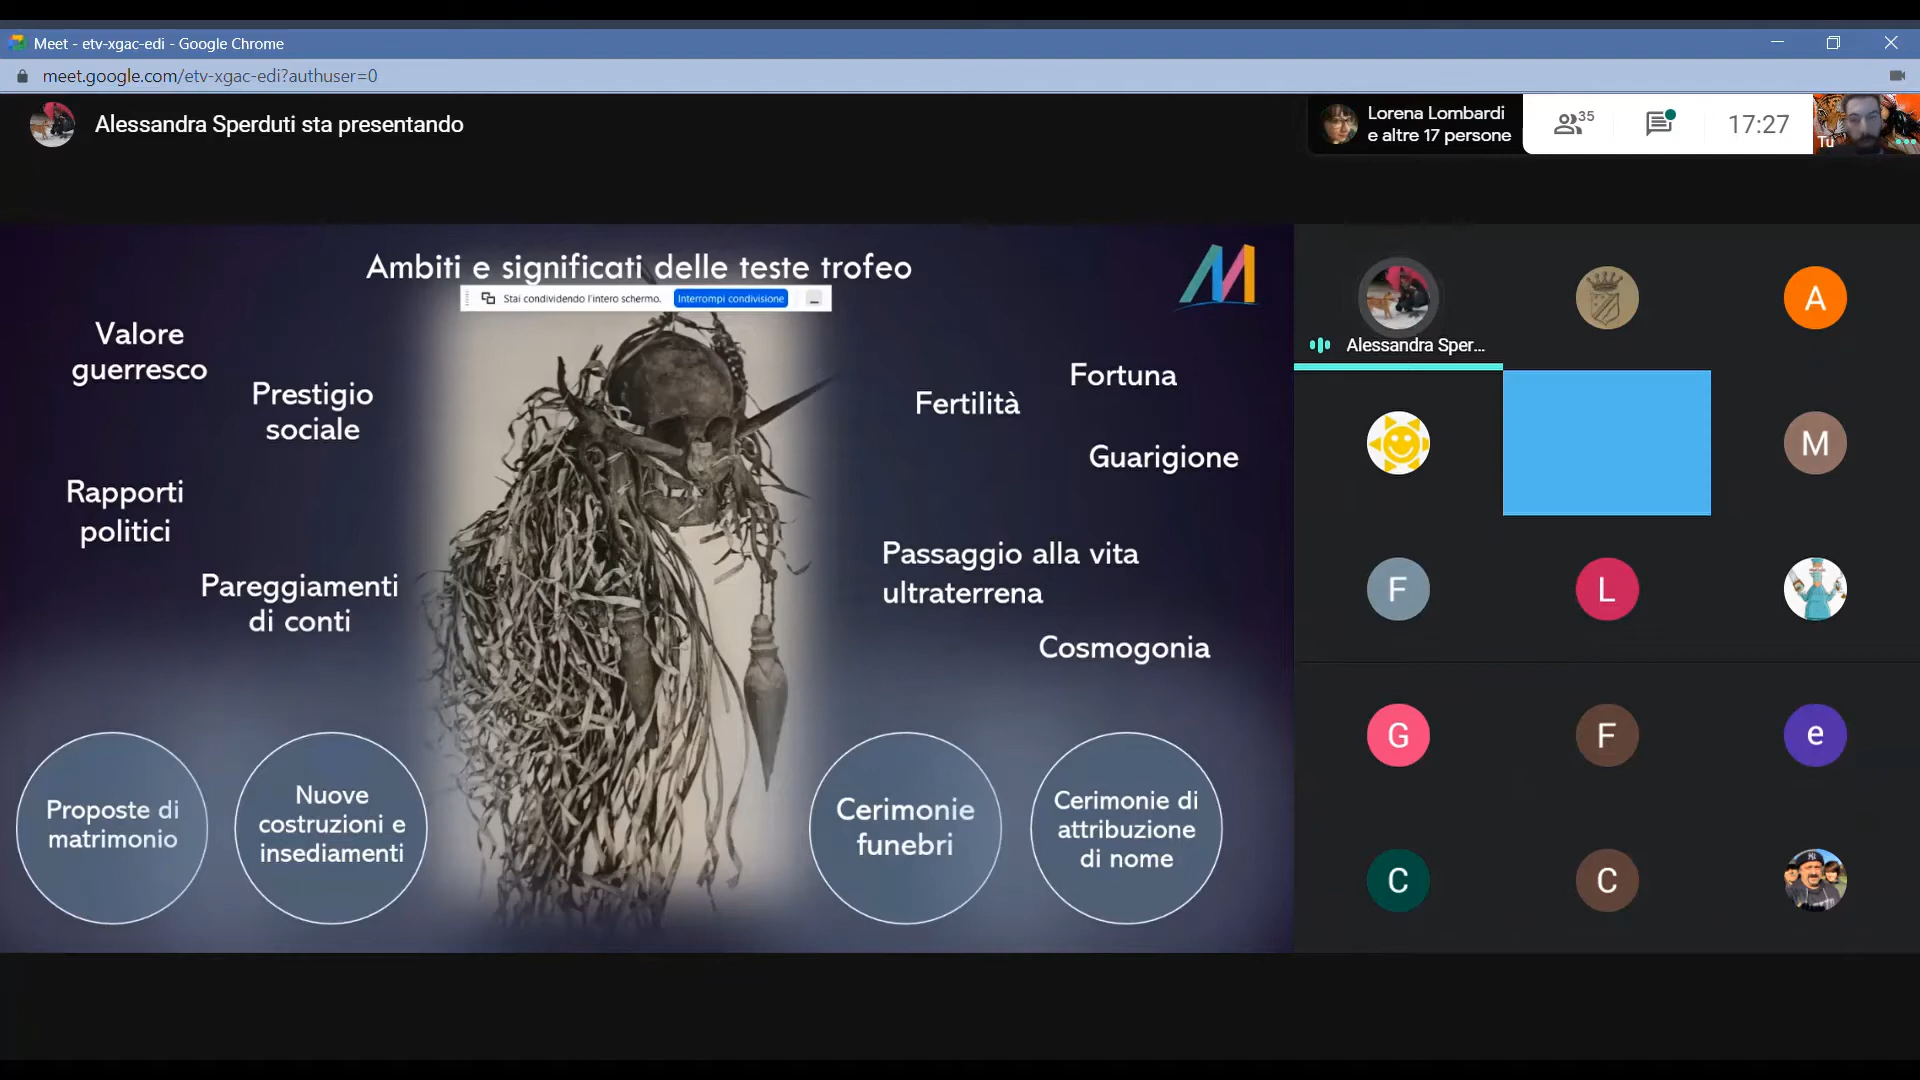 Meet - etv-xgac-edi - Google Chrome
meet.google.com/etv-xgac-edi?authuser=0
Alessandra Sperduti sta presentando
Lorena Lombardi
e altre 17 persone
35
17:27
Tu
Ambiti e significati delle teste trofeo
Stai condividendo l'intero schermo.
Interrompi condivisione
Valore
guerresco
Prestigio
sociale
Rapporti
politici
Pareggiamenti
di conti
Fortuna
Fertilità
Guarigione
Passaggio alla vita
ultraterrena
Cosmogonia
Proposte di
matrimonio
Nuove
costruzioni e
insediamenti
Cerimonie
funebri
Cerimonie di
attribuzione
di nome
Alessandra Sper...
A
M
F
L
G
F
e
C
C